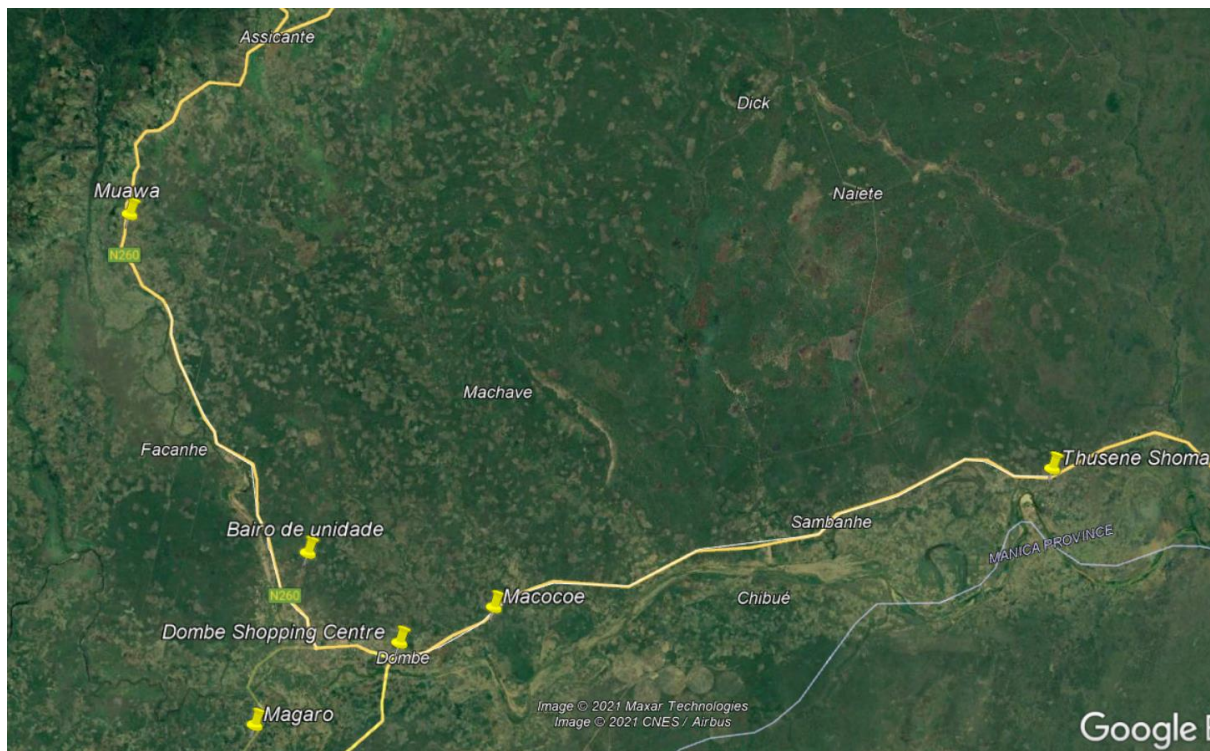 Assicante
Dick
Muawa
Naiete
N260
Machave
Facanhe
Thusene Shoma
Bairo de unidade
Sambanhe
MANICA PROVINCE
N260
Macocoe
Chibué
Dombe Shopping Centre
Dombe
Magaro
Image © 2021 Maxar Technologies
Image © 2021 CNES / Airbus
Google E